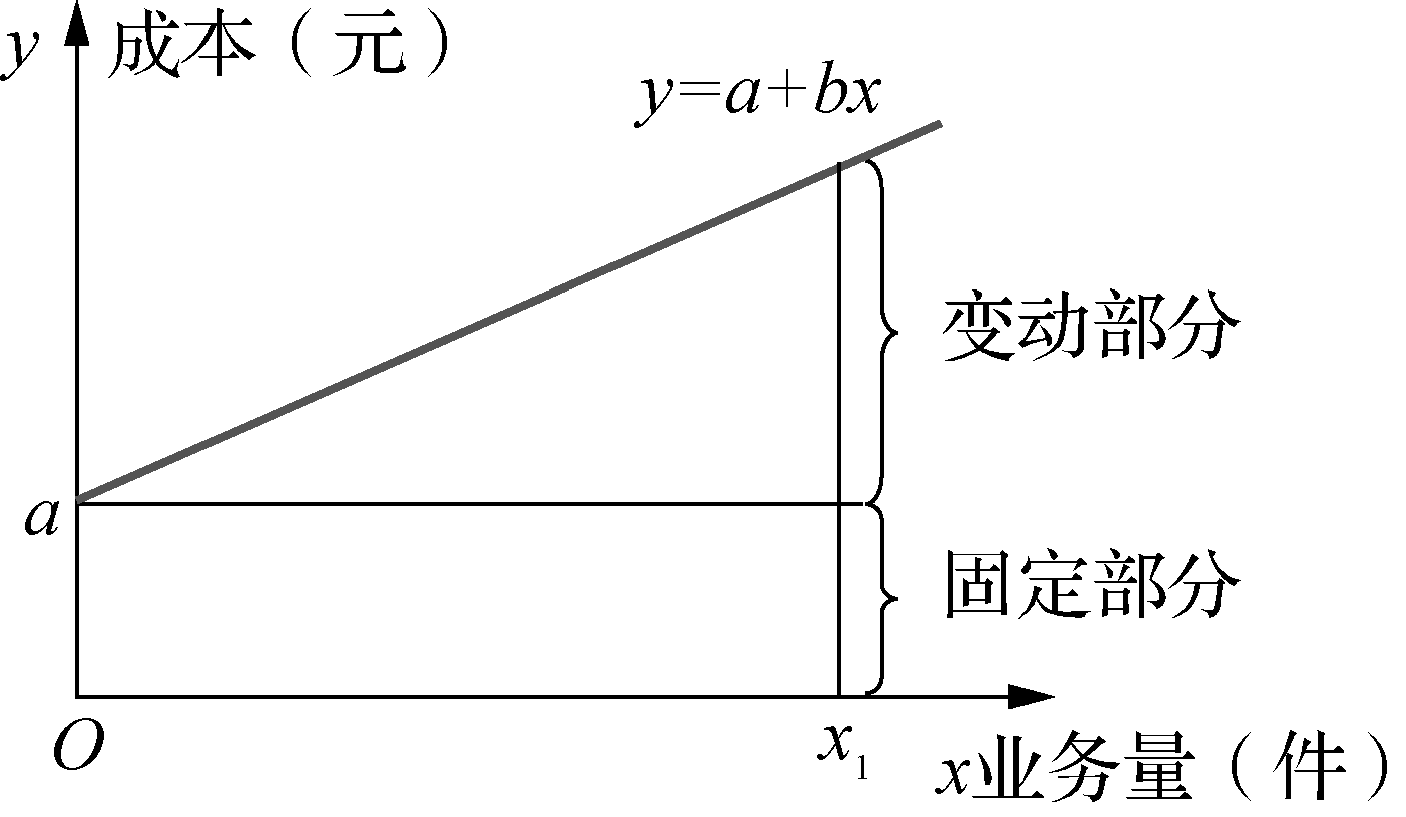 y 成本（元）
y=a+bx
变动部分
a
固定部分
O
x₁
x业务量（件）